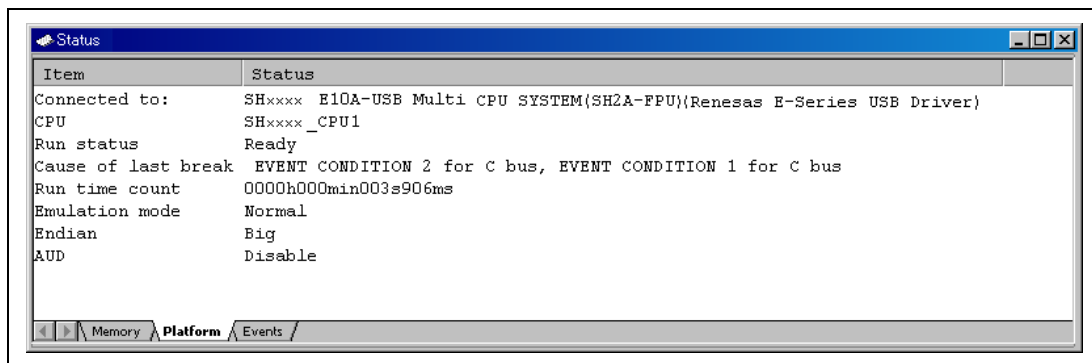 Status
Item Status
Connected to: SHxxxx E10A-USB Multi CPU SYSTEM(SH2A-FPU)(Renesas E-Series USB Driver)
CPU SHxxxx _CPU1
Run status Ready
Cause of last break EVENT CONDITION 2 for C bus, EVENT CONDITION 1 for C bus
Run time count 0000h000min003s906ms
Emulation mode Normal
Endian Big
AUD Disable
Memory Platform Events